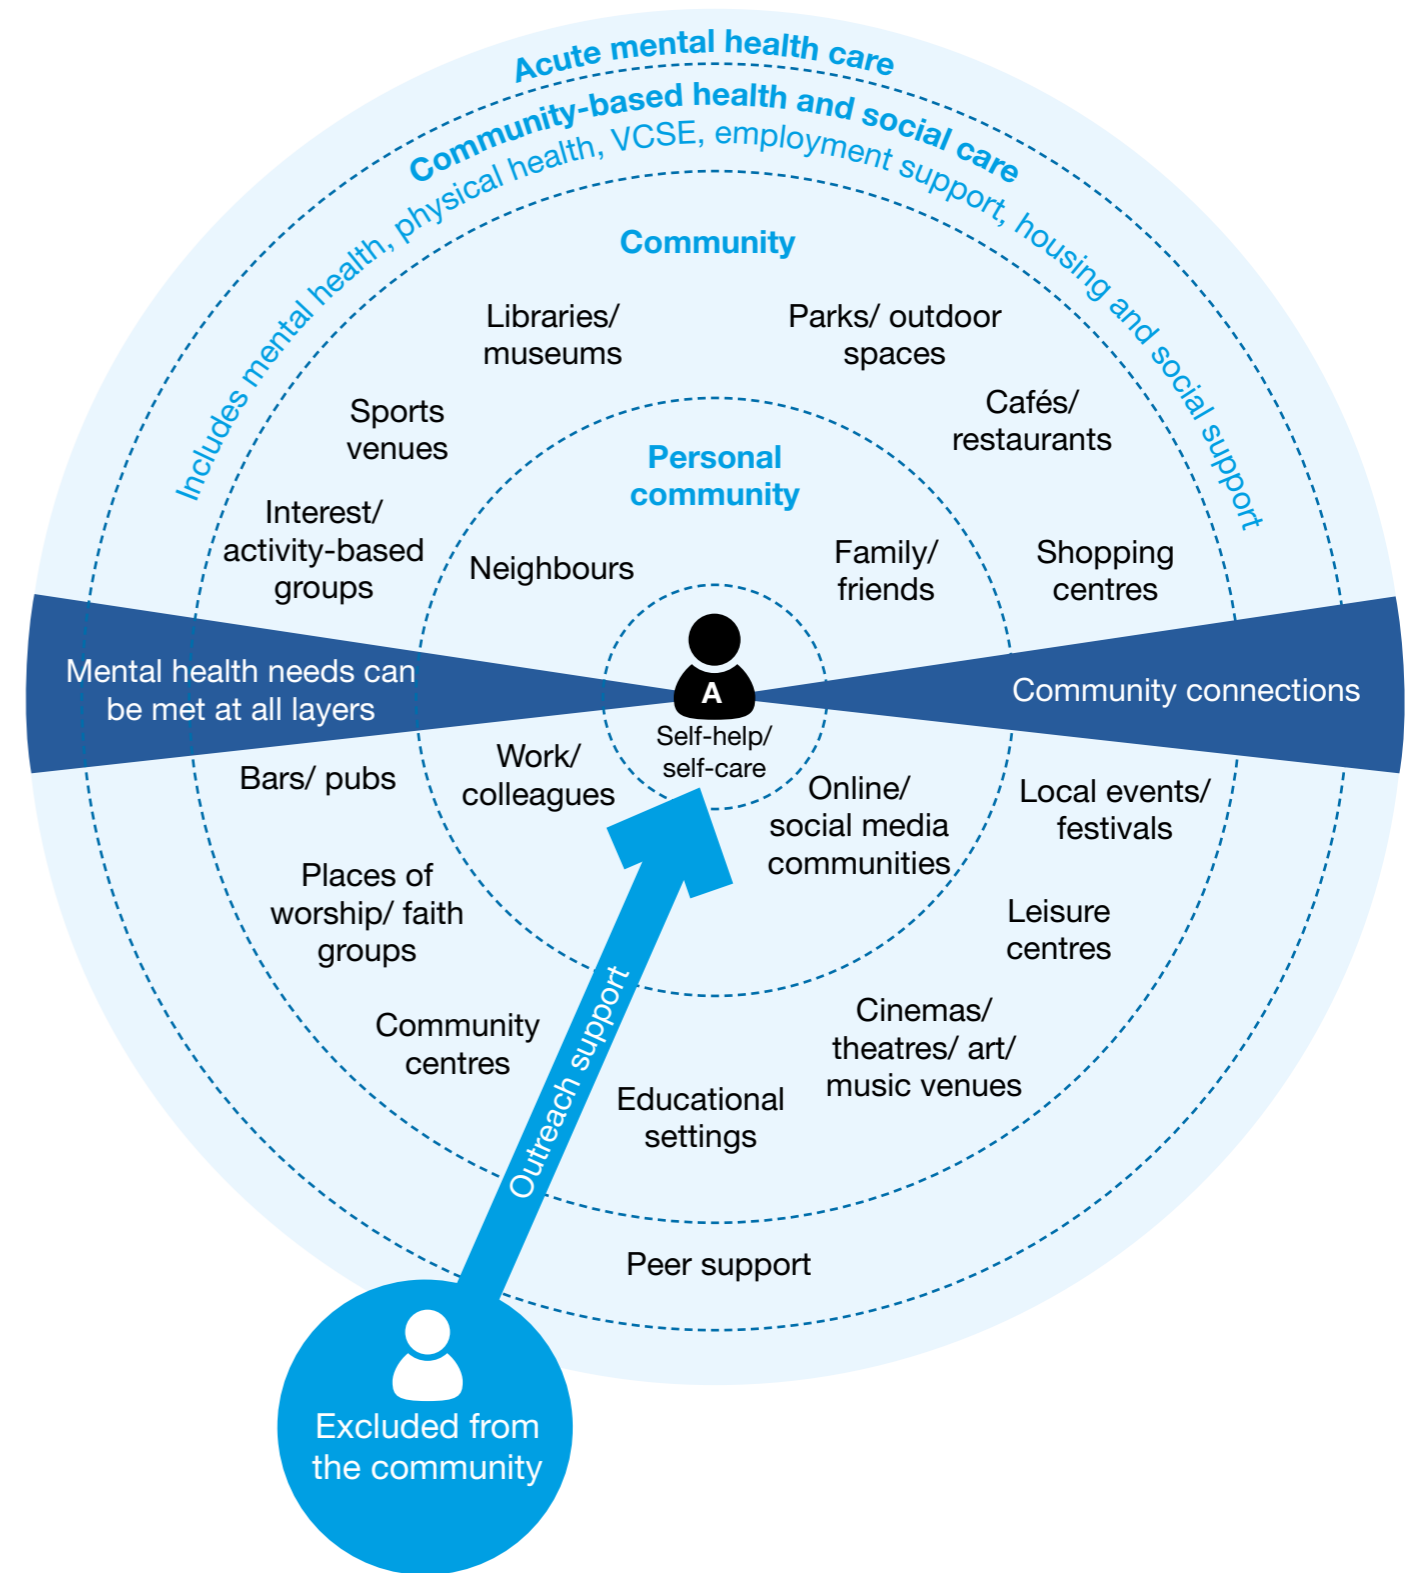 Acute mental health care
Community-based health and social care
Includes mental health, physical health, VCSE, employment support, housing and social support
Community
Libraries/
museums
Parks/ outdoor
spaces
Sports
venues
Cafés/
restaurants
Personal
community
Interest/
activity-based
groups
Neighbours
Family/
friends
Shopping
centres
Mental health needs can
be met at all layers
A
Community connections
Self-help/
self-care
Bars/ pubs
Work/
colleagues
Online/
social media
communities
Local events/
festivals
Places of
worship/ faith
groups
Leisure
centres
Outreach support
Community
centres
Cinemas/
theatres/ art/
music venues
Educational
settings
Peer support
Excluded from
the community